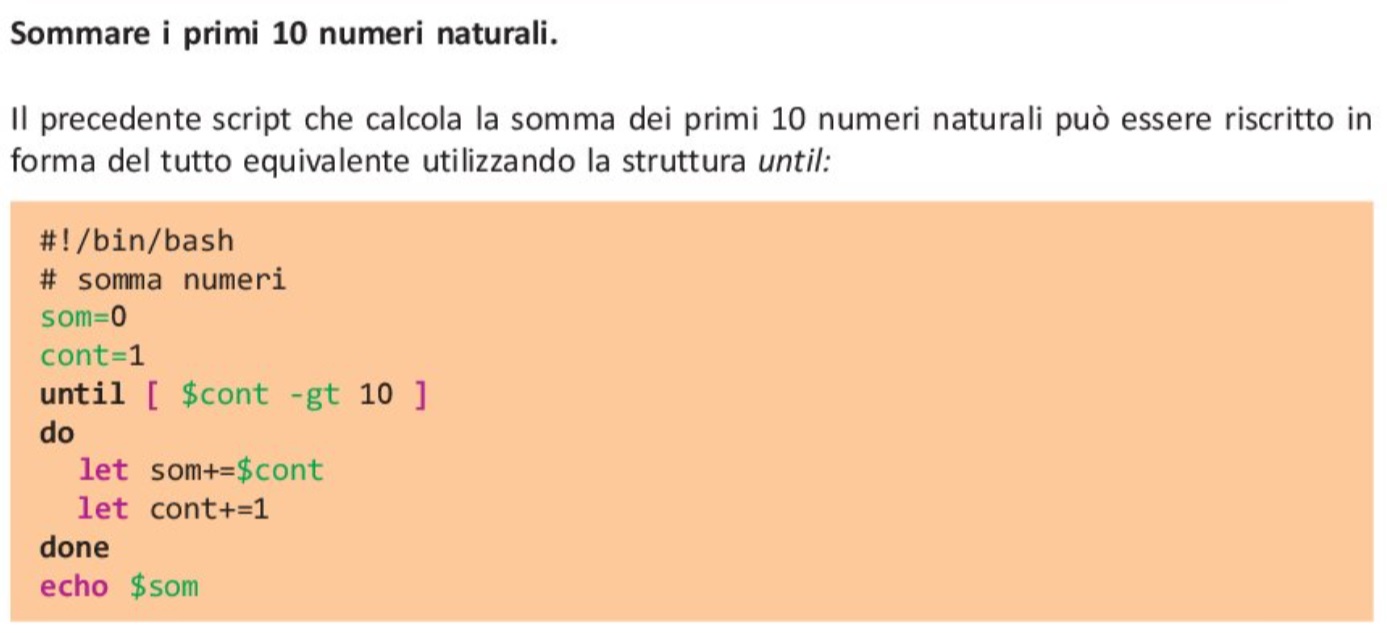 Sommare i primi 10 numeri naturali.
Il precedente script che calcola la somma dei primi 10 numeri naturali può essere riscritto in
forma del tutto equivalente utilizzando la struttura until:
#!/bin/bash
# somma numeri
som=0
cont=1
until [ $cont -gt 10 ]
do
let som+=$cont
let cont+=1
done
echo $som